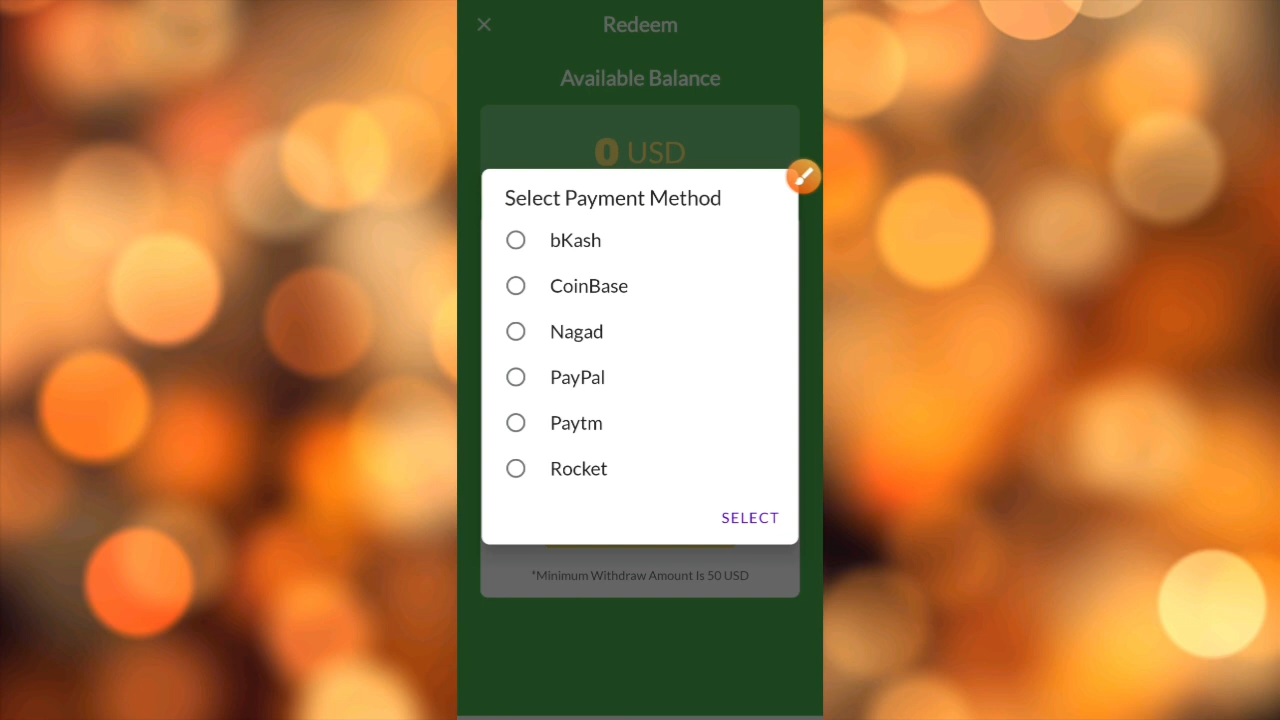 Redeem
Available Balance
0 USD
Select Payment Method
bKash
CoinBase
Nagad
PayPal
Paytm
Rocket
SELECT
*Minimum Withdraw Amount Is 50 USD